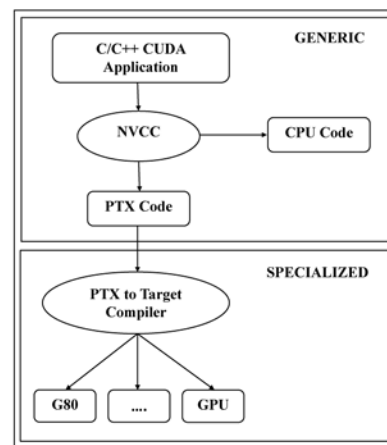 GENERIC
C/C++ CUDA
Application
NVCC
CPU Code
PTX Code
SPECIALIZED
PTX to Target
Compiler
G80
....
GPU